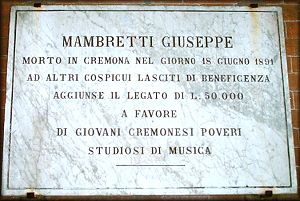 MAMBRETTI GIUSEPPE
MORTO IN CREMONA NEL GIORNO 18 GIUGNO 1891
AD ALTRI COSPICUI LASCITI DI BENEFICENZA
AGGIUNSE IL LEGATO DI L. 50.000
A FAVORE
DI GIOVANI CREMONESI POVERI
STUDIOSI DI MUSICA